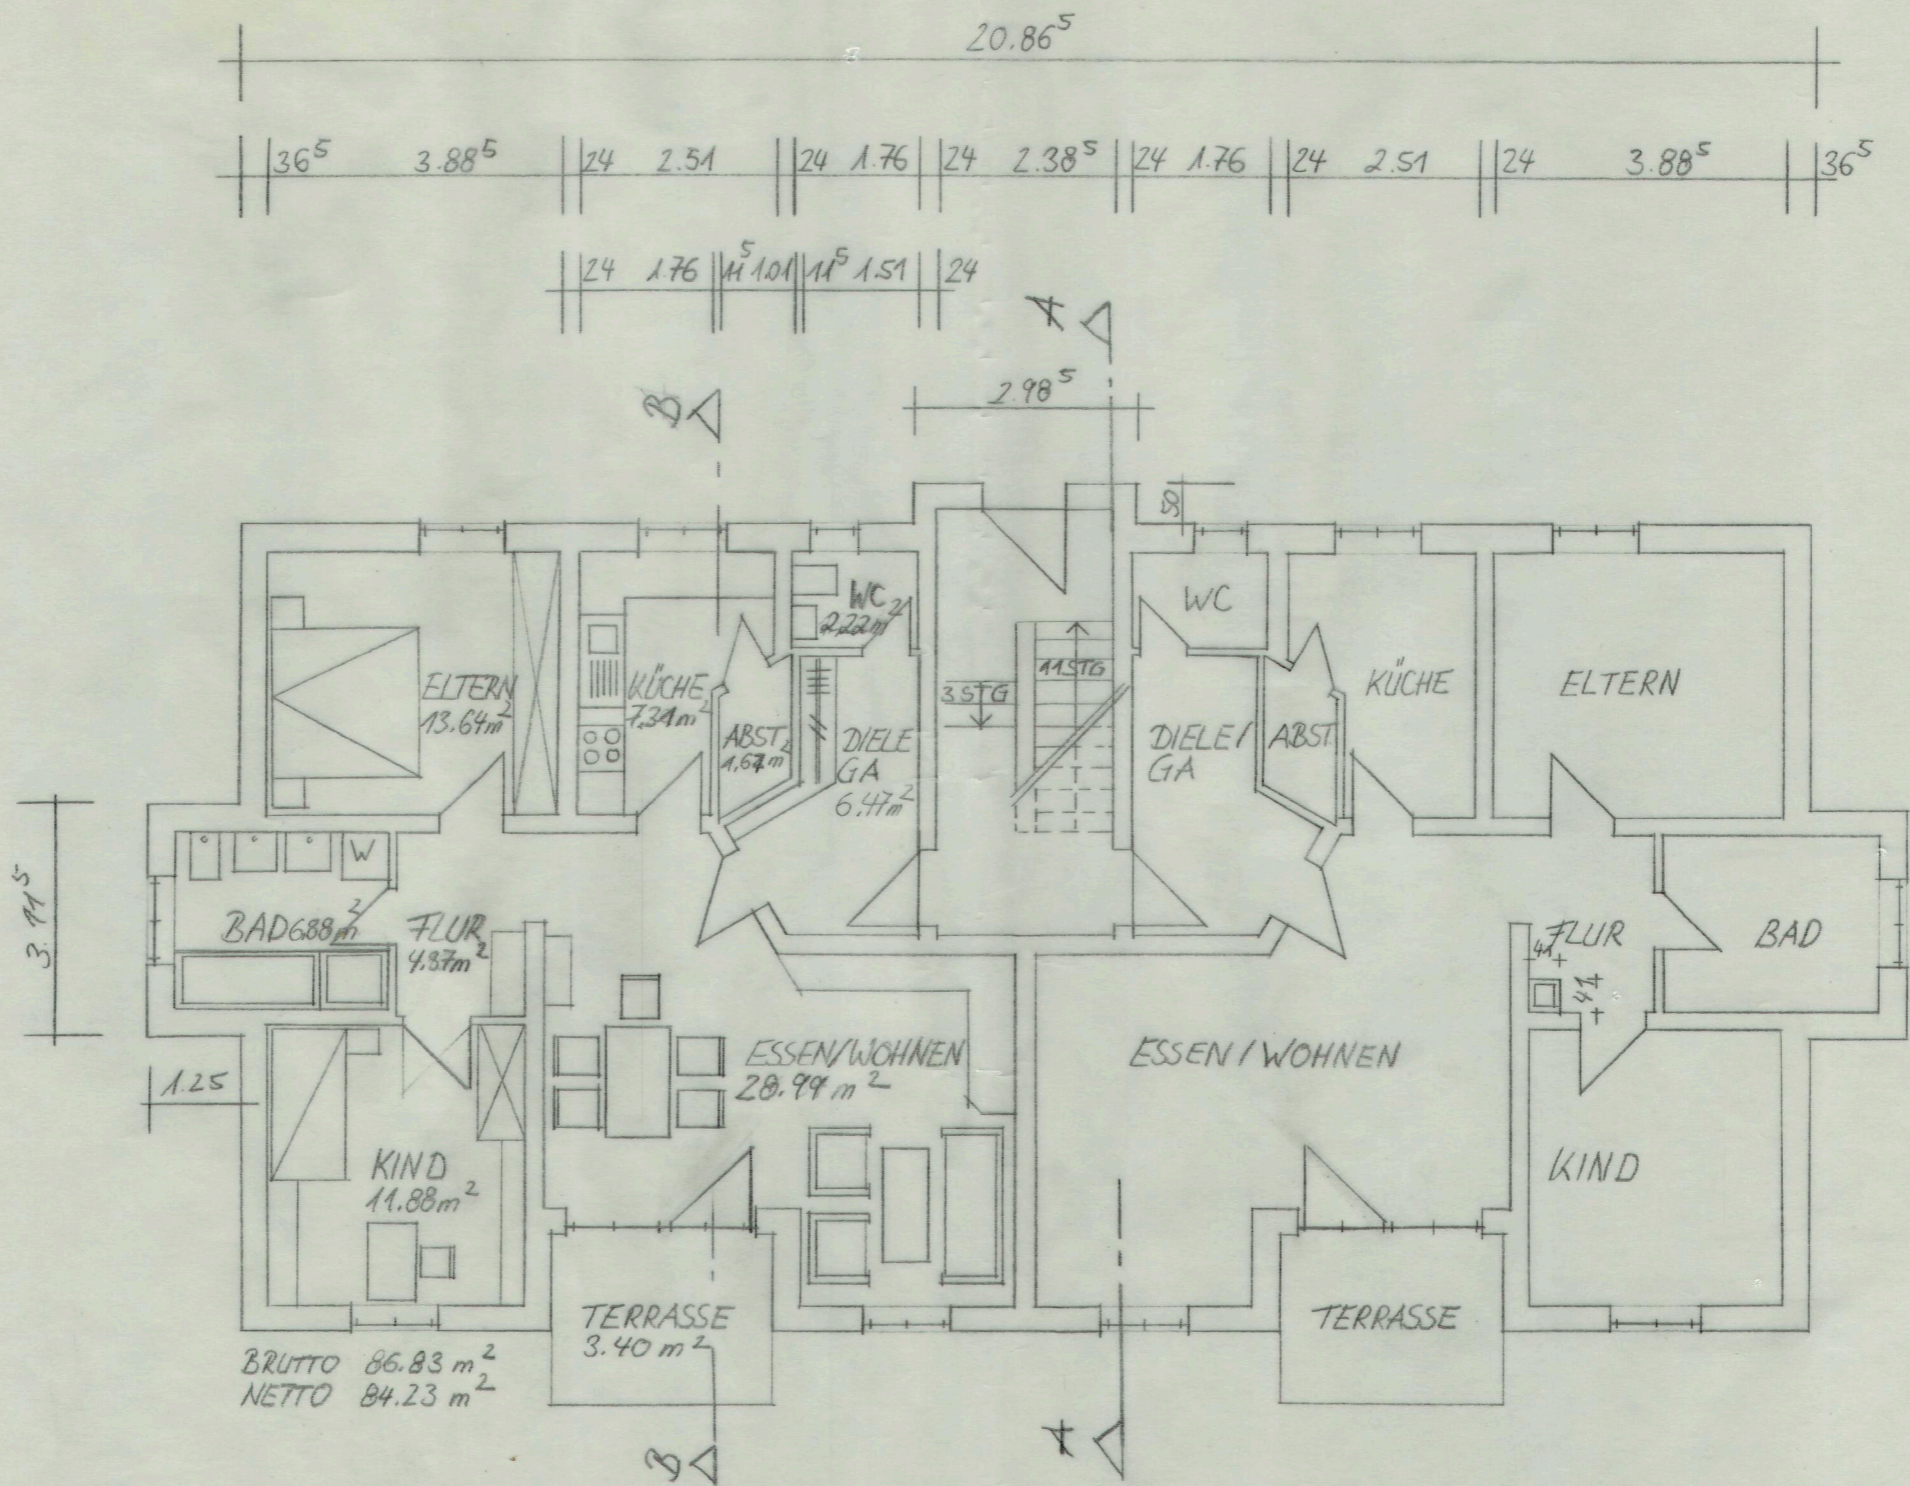 20.86⁵
36⁵ 3.88⁵ 24 2.51 24 1.76 24 2.38⁵ 24 1.76 24 2.51 24 3.88⁵ 36⁵
24 1.76 11⁵ 1.01 11⁵ 1.51 24
A
B
2.98⁵
50
WC
2,22m²
WC
ELTERN
13.64m²
KÜCHE
7.31m²
ABST
DIELE
GA
6.47m²
3 STG
11 STG
DIELE/
GA
ABST
KÜCHE
ELTERN
3.11⁵
W
BAD 6.88m²
FLUR
4.87m²
FLUR
41
41
BAD
1.25
ESSEN/WOHNEN
28.99 m²
ESSEN/WOHNEN
KIND
11.88m²
KIND
TERRASSE
3.40 m²
TERRASSE
BRUTTO 86.83 m²
NETTO 84.23 m²
B
A